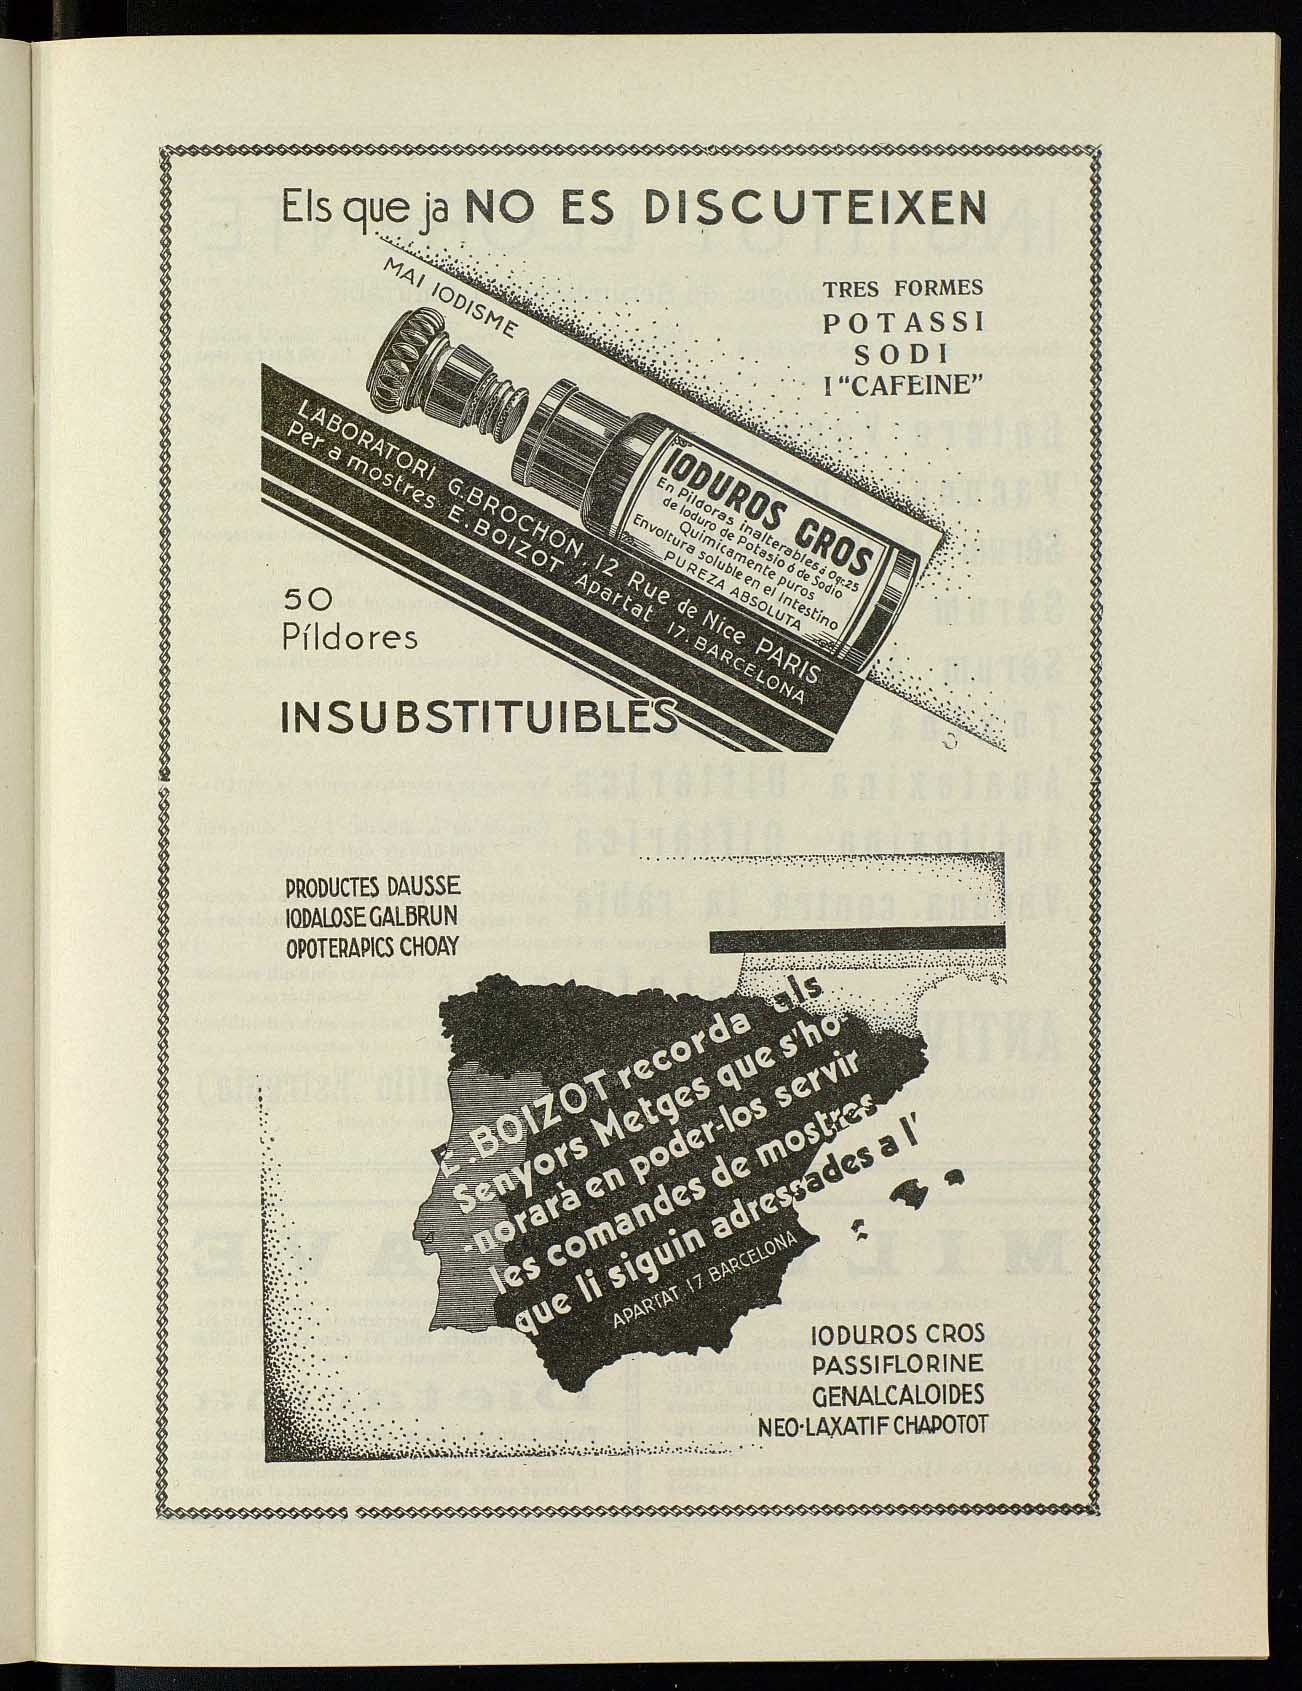 Els que ja NO ES DISCUTEIXEN
MAI IODISME
TRES FORMES
POTASSI
SODI
I "CAFEINE"
IODUROS CROS
En Píldoras inalterables á 0gr.25
de Ioduro de Potasio ó de Sodio
Químicamente puros
Envoltura soluble en el Intestino
PUREZA ABSOLUTA
LABORATORI G. BROCHON, 12 Rue de Nice PARIS
Per a mostres E. BOIZOT Apartat 17. BARCELONA
50
Píldores
INSUBSTITUIBLES
PRODUCTES DAUSSE
IODALOSE GALBRUN
OPOTERAPICS CHOAY
E. BOIZOT recorda als
Senyors Metges que s'ho-
-norarà en poder-los servir
les comandes de mostres
que li siguin adressades a l'
APARTAT 17 BARCELONA
IODUROS CROS
PASSIFLORINE
GENALCALOIDES
NEO-LAXATIF CHAPOTOT